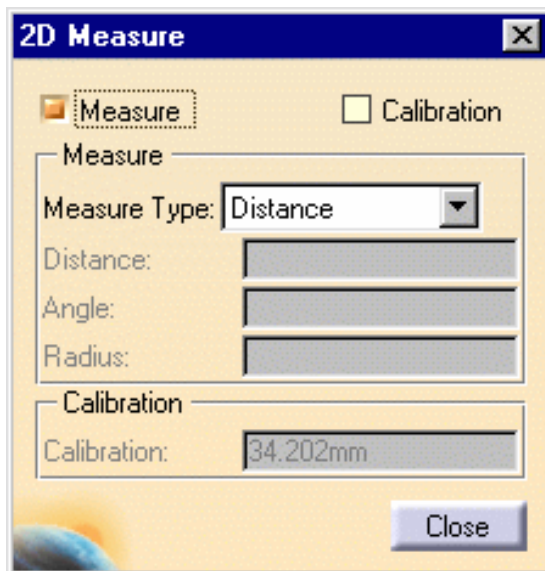 2D Measure
Measure
Calibration
Measure
Measure Type: Distance
Distance:
Angle:
Radius:
Calibration
Calibration: 34.202mm
Close